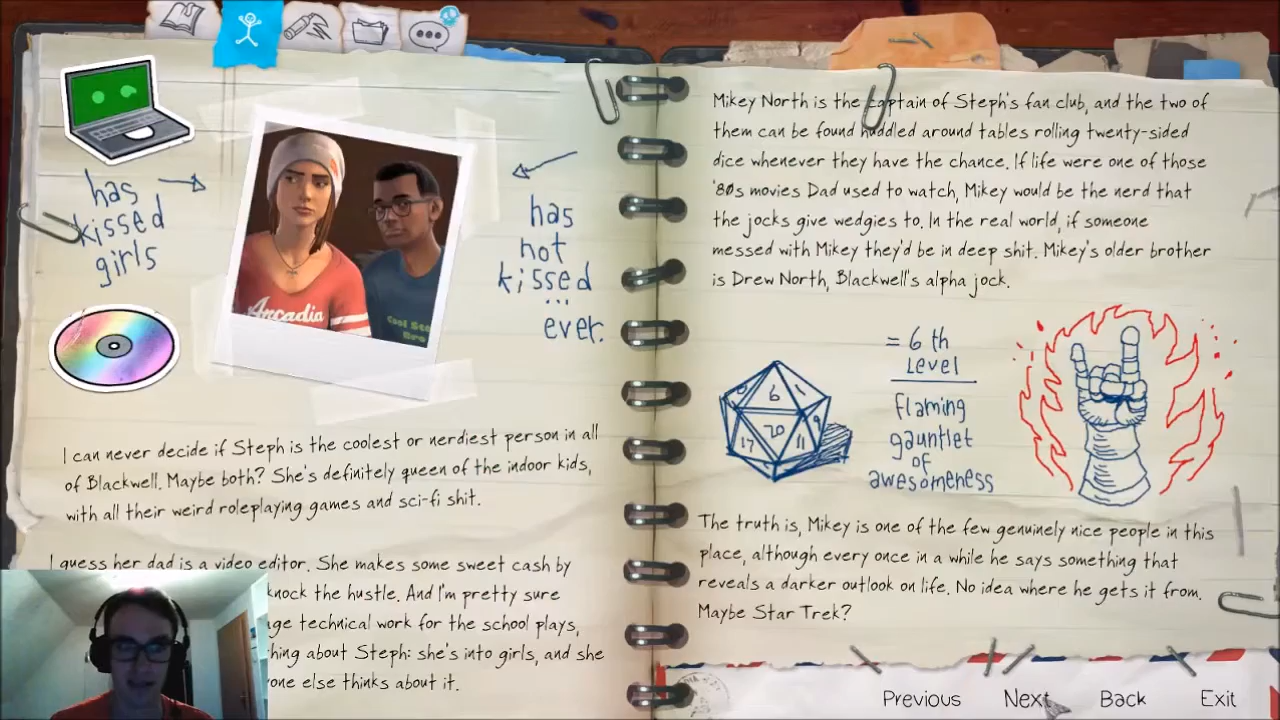 has
kissed
girls
has
not
kissed
...
ever.
Arcadia
I can never decide if Steph is the coolest or nerdiest person in all
of Blackwell. Maybe both? She's definitely queen of the indoor kids,
with all their weird roleplaying games and sci-fi shit.
I guess her dad is a video editor. She makes some sweet cash by
knock the hustle. And I'm pretty sure
technical work for the school plays,
about Steph: she's into girls, and she
else thinks about it.
Mikey North is the captain of Steph's fan club, and the two of
them can be found huddled around tables rolling twenty-sided
dice whenever they have the chance. If life were one of those
'80s movies Dad used to watch, Mikey would be the nerd that
the jocks give wedgies to. In the real world, if someone
messed with Mikey they'd be in deep shit. Mikey's older brother
is Drew North, Blackwell's alpha jock.
6
20
17
11
9
= 6th
Level
flaming
gauntlet
of
awesomeness
The truth is, Mikey is one of the few genuinely nice people in this
place, although every once in a while he says something that
reveals a darker outlook on life. No idea where he gets it from.
Maybe Star Trek?
Previous Next Back Exit